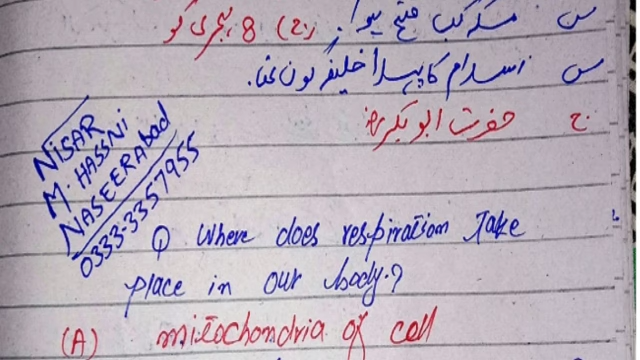 س مکہ کب فتح ہوا. (ج) 8 ہجری کو
س اسلام کا پہلا خلیفہ کون تھا.
ج حضرت ابوبکرؓ
NISAR
M. HASSNI
NASEERABAD
0333-3357955
Q Where does respiration take
place in our body.?
(A) mitochondria of cell